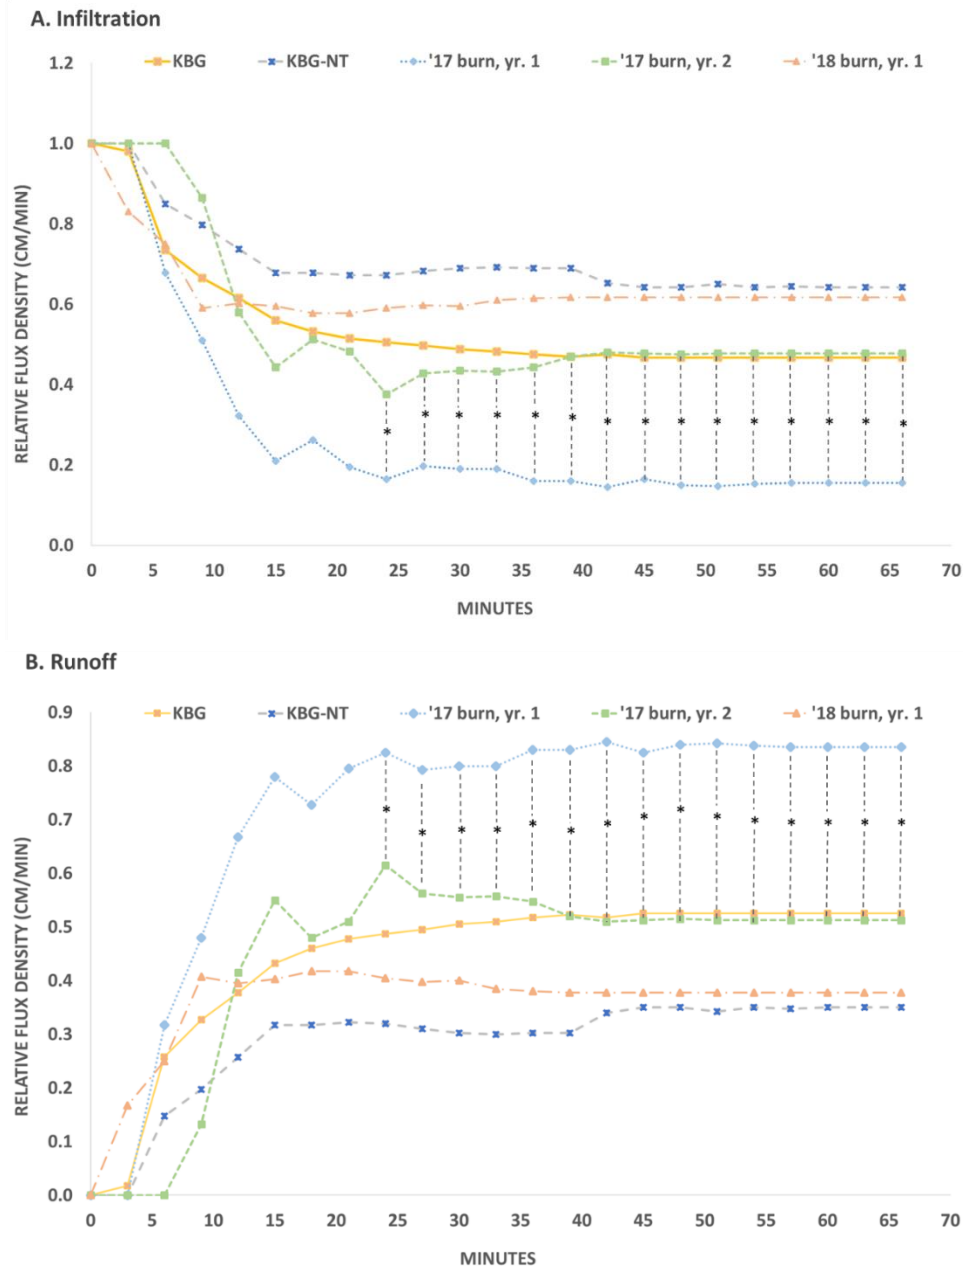 A. Infiltration
KBG KBG-NT '17 burn, yr. 1 '17 burn, yr. 2 '18 burn, yr. 1
1.2
1.0
0.8
0.6
0.4
0.2
0.0
RELATIVE FLUX DENSITY (CM/MIN)
* * * * * * * * * * * * * * *
0 5 10 15 20 25 30 35 40 45 50 55 60 65 70
MINUTES
B. Runoff
KBG KBG-NT '17 burn, yr. 1 '17 burn, yr. 2 '18 burn, yr. 1
0.9
0.8
0.7
0.6
0.5
0.4
0.3
0.2
0.1
0.0
RELATIVE FLUX DENSITY (CM/MIN)
* * * * * * * * * * * * * * *
0 5 10 15 20 25 30 35 40 45 50 55 60 65 70
MINUTES